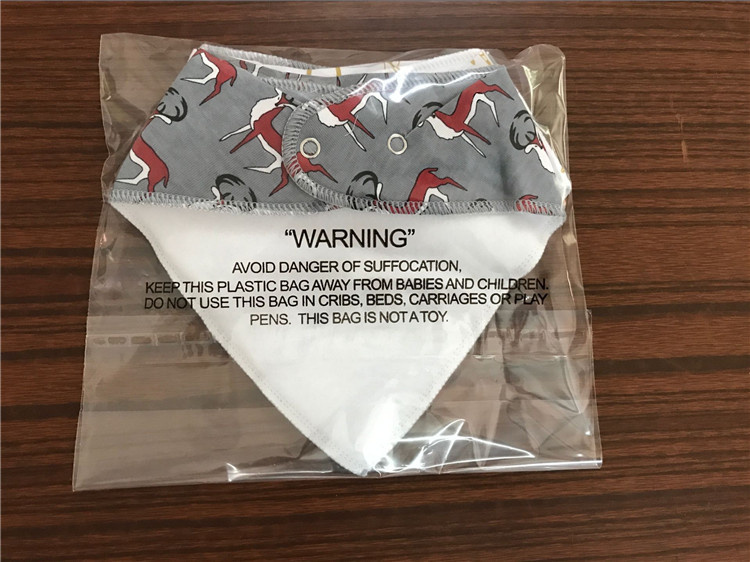 “WARNING”
AVOID DANGER OF SUFFOCATION,
KEEP THIS PLASTIC BAG AWAY FROM BABIES AND CHILDREN.
DO NOT USE THIS BAG IN CRIBS, BEDS, CARRIAGES OR PLAY
PENS. THIS BAG IS NOT A TOY.